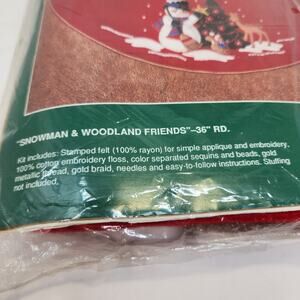 "SNOWMAN & WOODLAND FRIENDS"–36" RD.
Kit includes: Stamped felt (100% rayon) for simple applique and embroidery,
100% cotton embroidery floss, color separated sequins and beads, gold
metallic thread, gold braid, needles and easy-to-follow instructions. Stuffing
not included.